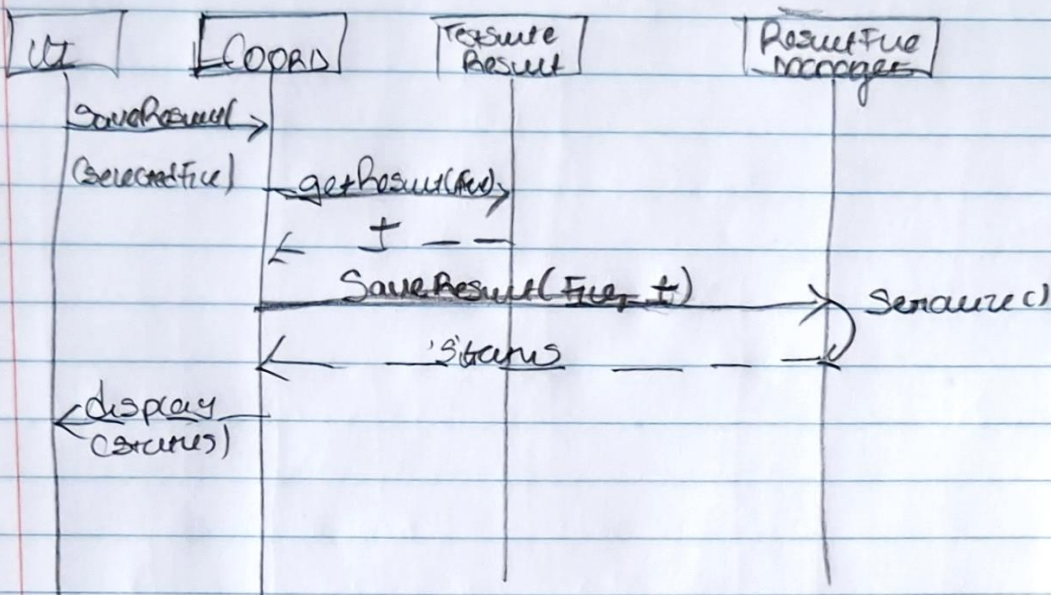 UI
COORD
Testsuite
Result
ResultFile
manager
SaveResult(
(selectedFile)
getResult(File)
t
SaveResult(File, t)
Serialize()
Status
display
(status)